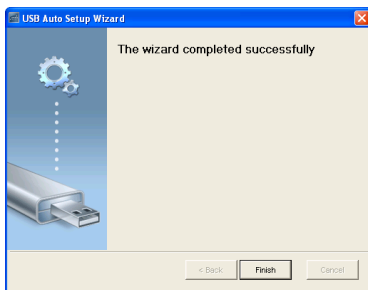 USB Auto Setup Wizard
The wizard completed successfully
< Back
Finish
Cancel